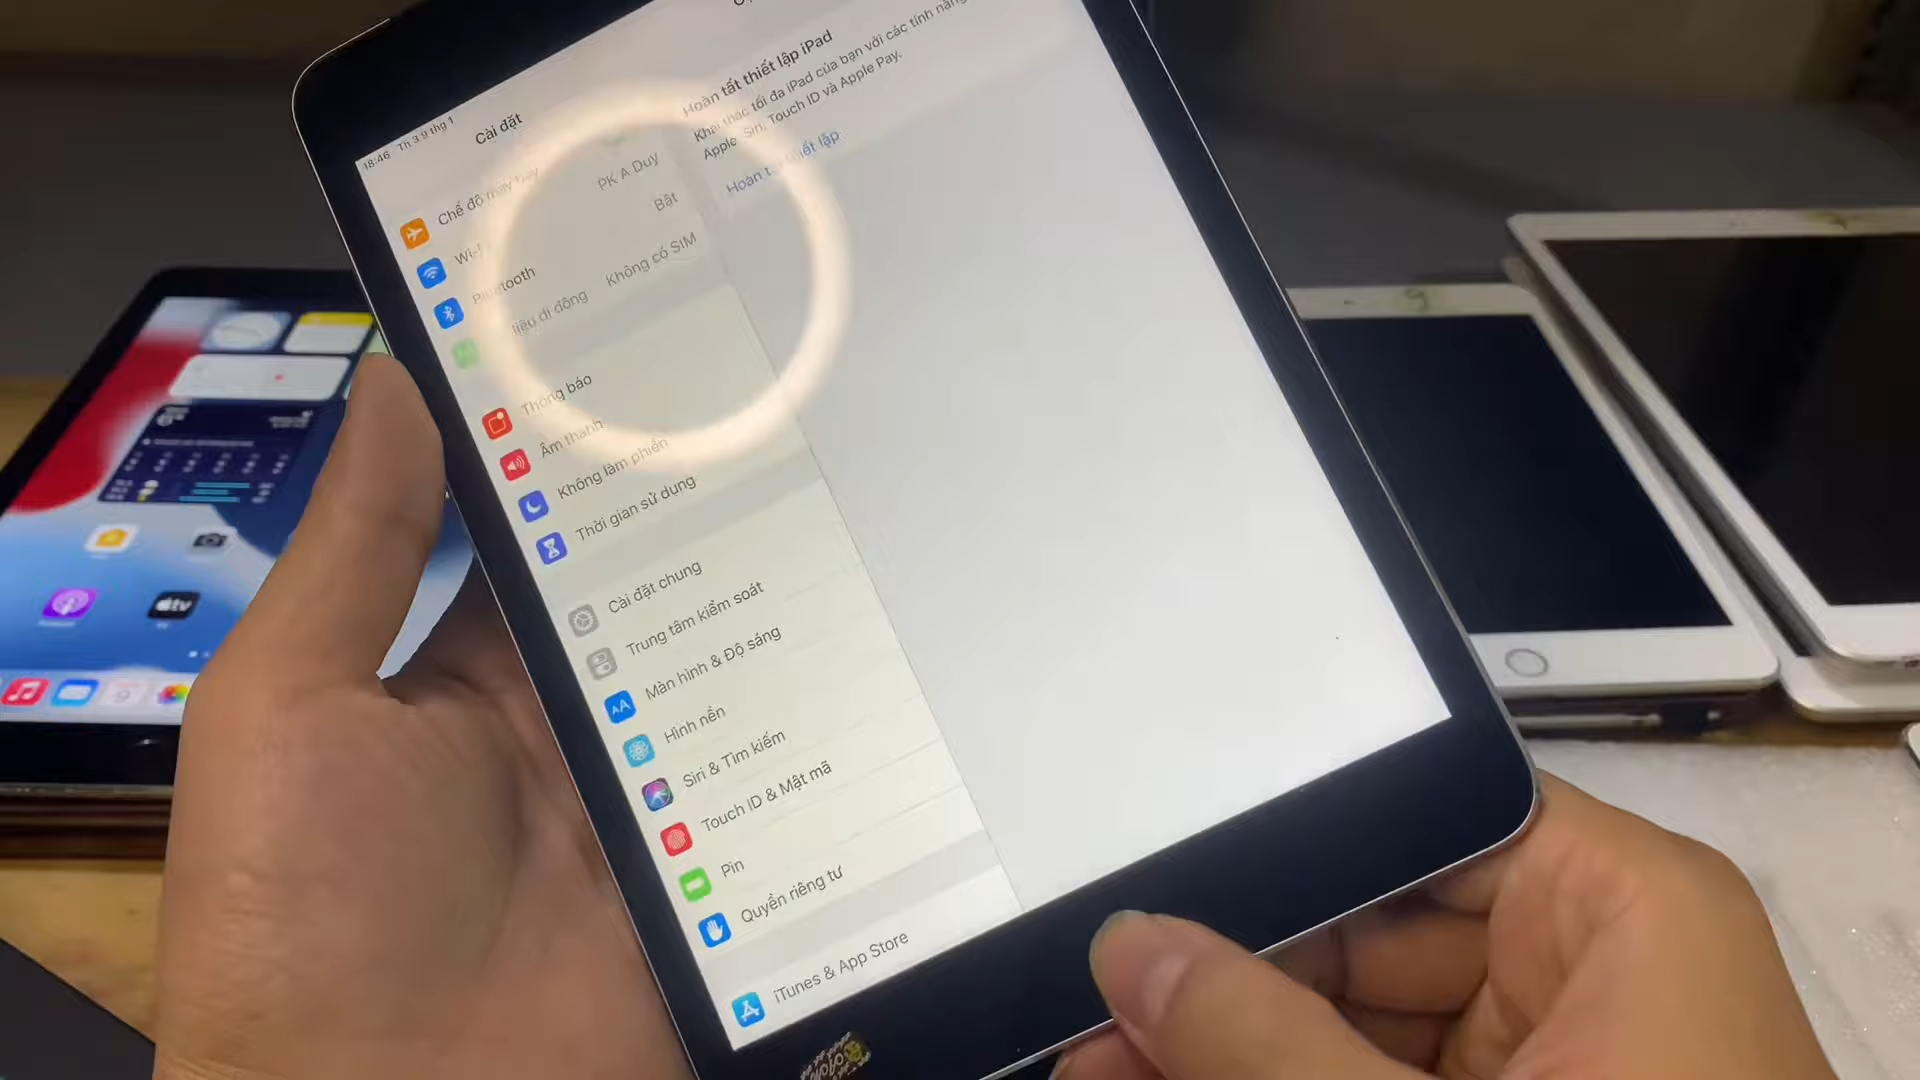 18:46 Th 3 9 thg 1
Cài đặt
Chế độ máy bay
PK A Duy
Bluetooth
Bật
liệu di động
Không có SIM
Thông báo
Âm thanh
Không làm phiền
Thời gian sử dụng
Cài đặt chung
Trung tâm kiểm soát
Màn hình & Độ sáng
Hình nền
Siri & Tìm kiếm
Touch ID & Mật mã
Pin
Quyền riêng tư
iTunes & App Store
Hoàn tất thiết lập iPad
Khai thác tối đa iPad của bạn với các tính năng
Apple, Siri, Touch ID và Apple Pay.
Hoàn tất thiết lập
tv